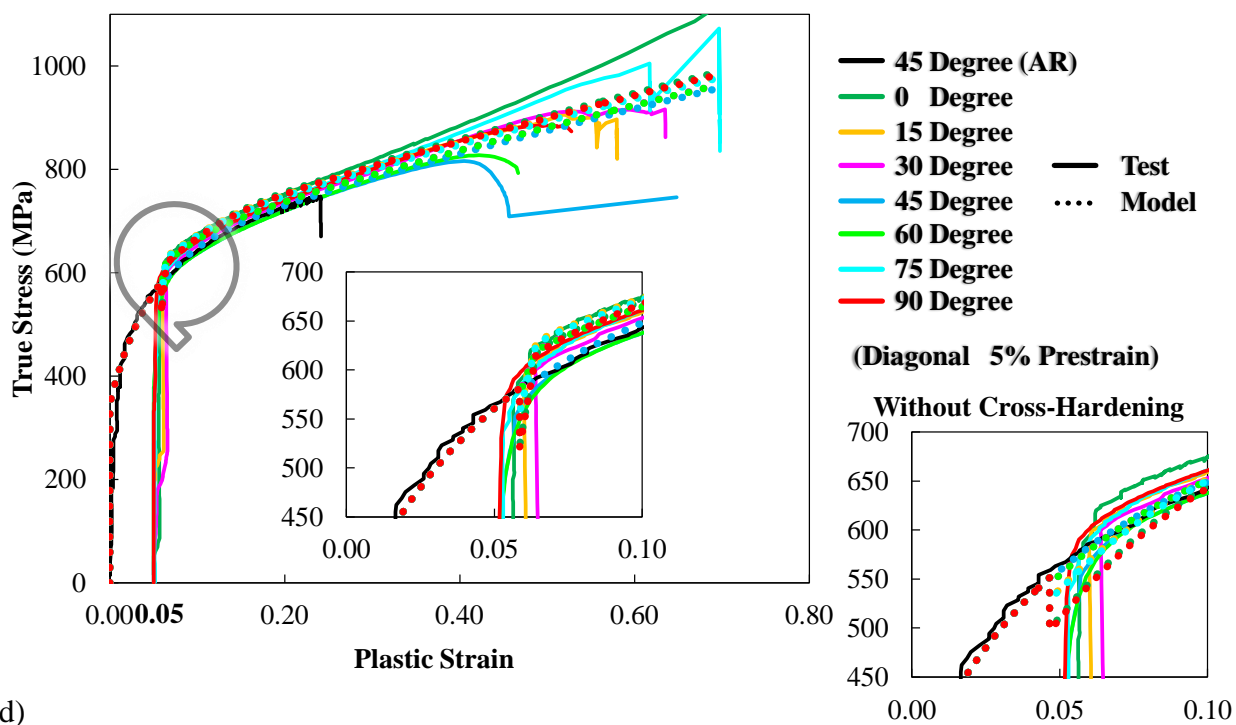 1000
800
600
400
200
0
0.00
0.05
0.20
0.40
0.60
0.80
True Stress (MPa)
Plastic Strain
700
650
600
550
500
450
0.00
0.05
0.10
45 Degree (AR)
0 Degree
15 Degree
30 Degree
45 Degree
60 Degree
75 Degree
90 Degree
Test
Model
(Diagonal 5% Prestrain)
Without Cross-Hardening
700
650
600
550
500
450
0.00
0.05
0.10
d)